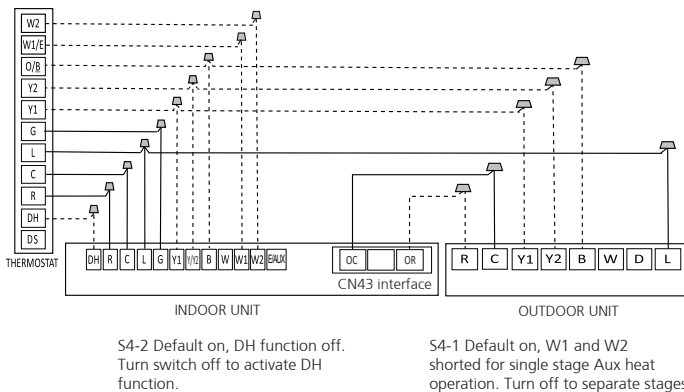 W2
W1/E
O/B
Y2
Y1
G
L
C
R
DH
DS
THERMOSTAT
DH R C L G Y1 Y/Y2 B W W1 W2 E/AUX
OC OR
CN43 interface
R C Y1 Y2 B W D L
INDOOR UNIT
OUTDOOR UNIT
S4-2 Default on, DH function off.
Turn switch off to activate DH
function.
S4-1 Default on, W1 and W2
shorted for single stage Aux heat
operation. Turn off to separate stages